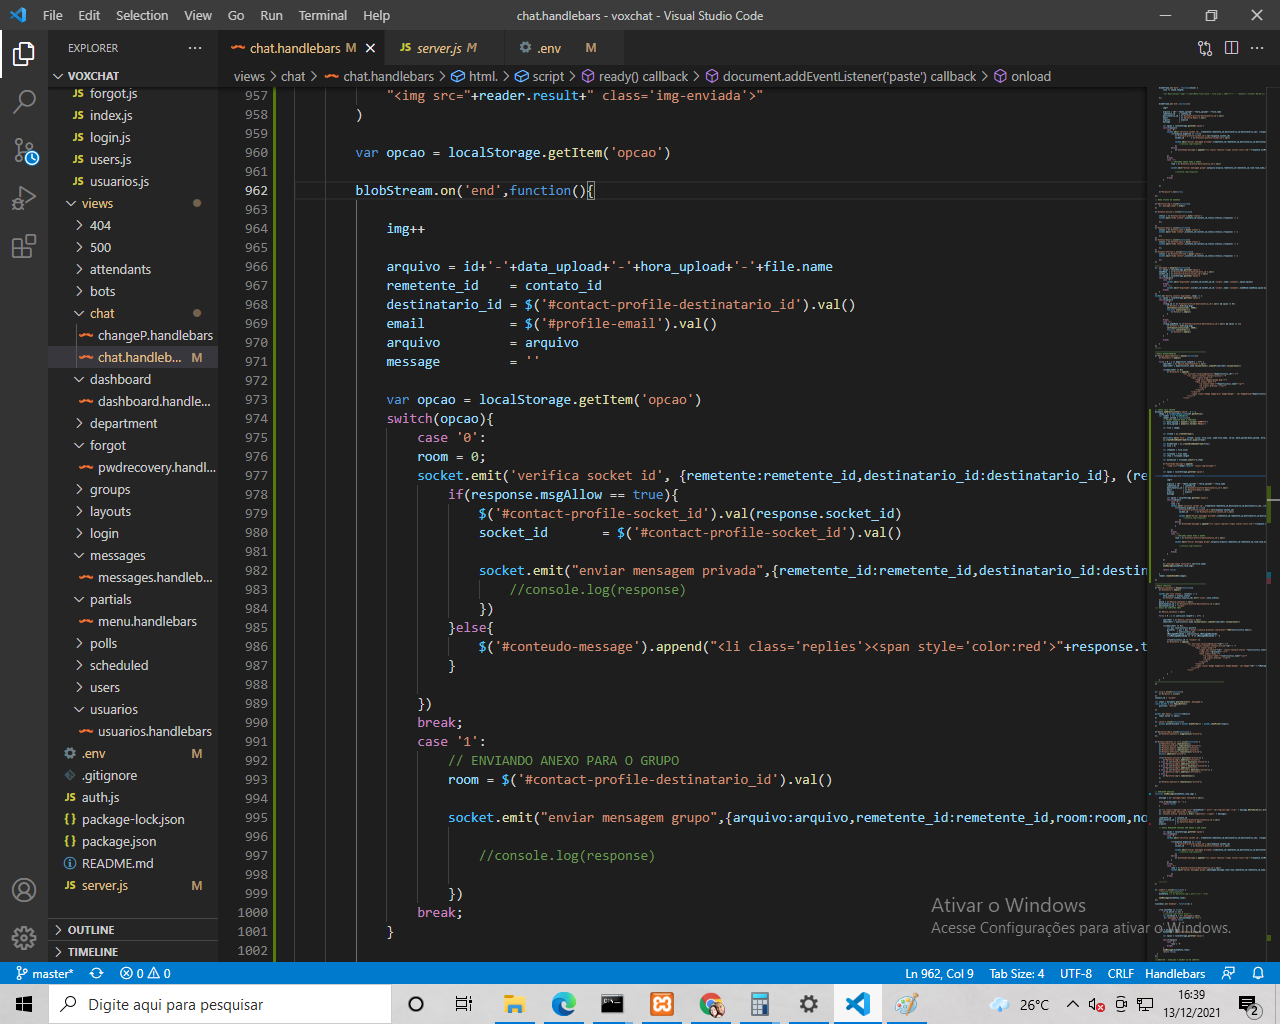 File Edit Selection View Go Run Terminal Help
chat.handlebars - voxchat - Visual Studio Code
EXPLORER
chat.handlebars M
JS server.js M
.env M
VOXCHAT
views > chat > chat.handlebars > html. > script > ready() callback > document.addEventListener('paste') callback > onload
JS forgot.js
JS index.js
JS login.js
JS users.js
JS usuarios.js
views
404
500
attendants
bots
chat
changeP.handlebars
chat.handleb... M
dashboard
dashboard.handle...
department
forgot
pwdrecovery.handl...
groups
layouts
login
messages
messages.handleb...
partials
menu.handlebars
polls
scheduled
users
usuarios
usuarios.handlebars
.env M
.gitignore
JS auth.js
{} package-lock.json
{} package.json
README.md
JS server.js M
OUTLINE
TIMELINE
957 "<img src="+reader.result+" class='img-enviada'>"
958 )
959
960 var opcao = localStorage.getItem('opcao')
961
962 blobStream.on('end',function(){
963
964 img++
965
966 arquivo = id+'-'+data_upload+'-'+hora_upload+'-'+file.name
967 remetente_id = contato_id
968 destinatario_id = $('#contact-profile-destinatario_id').val()
969 email = $('#profile-email').val()
970 arquivo = arquivo
971 message = ''
972
973 var opcao = localStorage.getItem('opcao')
974 switch(opcao){
975 case '0':
976 room = 0;
977 socket.emit('verifica socket id', {remetente:remetente_id,destinatario_id:destinatario_id}, (re
978 if(response.msgAllow == true){
979 $('#contact-profile-socket_id').val(response.socket_id)
980 socket_id = $('#contact-profile-socket_id').val()
981
982 socket.emit("enviar mensagem privada",{remetente_id:remetente_id,destinatario_id:destin
983 //console.log(response)
984 })
985 }else{
986 $('#conteudo-message').append("<li class='replies'><span style='color:red'>"+response.t
987 }
988
989 })
990 break;
991 case '1':
992 // ENVIANDO ANEXO PARA O GRUPO
993 room = $('#contact-profile-destinatario_id').val()
994
995 socket.emit("enviar mensagem grupo",{arquivo:arquivo,remetente_id:remetente_id,room:room,no
996
997 //console.log(response)
998
999 })
1000 break;
1001 }
1002
Ativar o Windows
Acesse Configurações para ativar o Windows.
master* 0 0 Ln 962, Col 9 Tab Size: 4 UTF-8 CRLF Handlebars
Digite aqui para pesquisar
26°C
16:39
13/12/2021
2